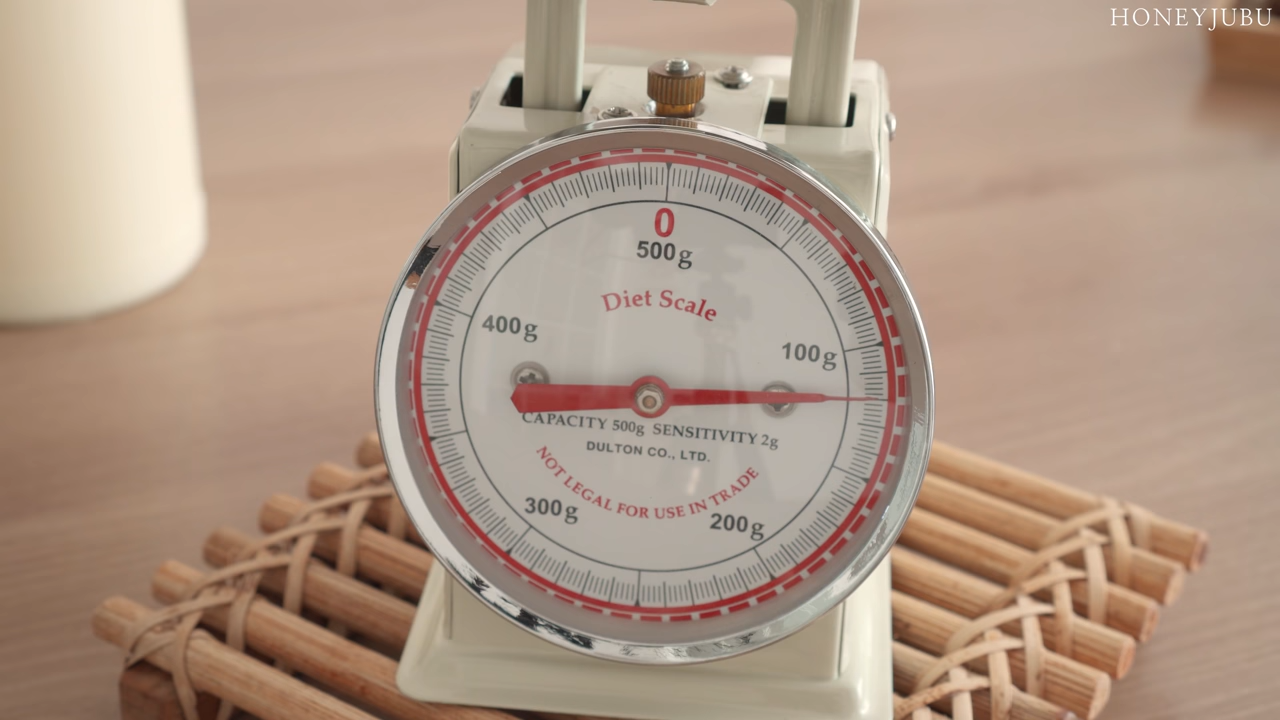 HONEYJUBU
0
500g
Diet Scale
400g
100g
CAPACITY 500g SENSITIVITY 2g
DULTON CO., LTD.
NOT LEGAL FOR USE IN TRADE
300g
200g